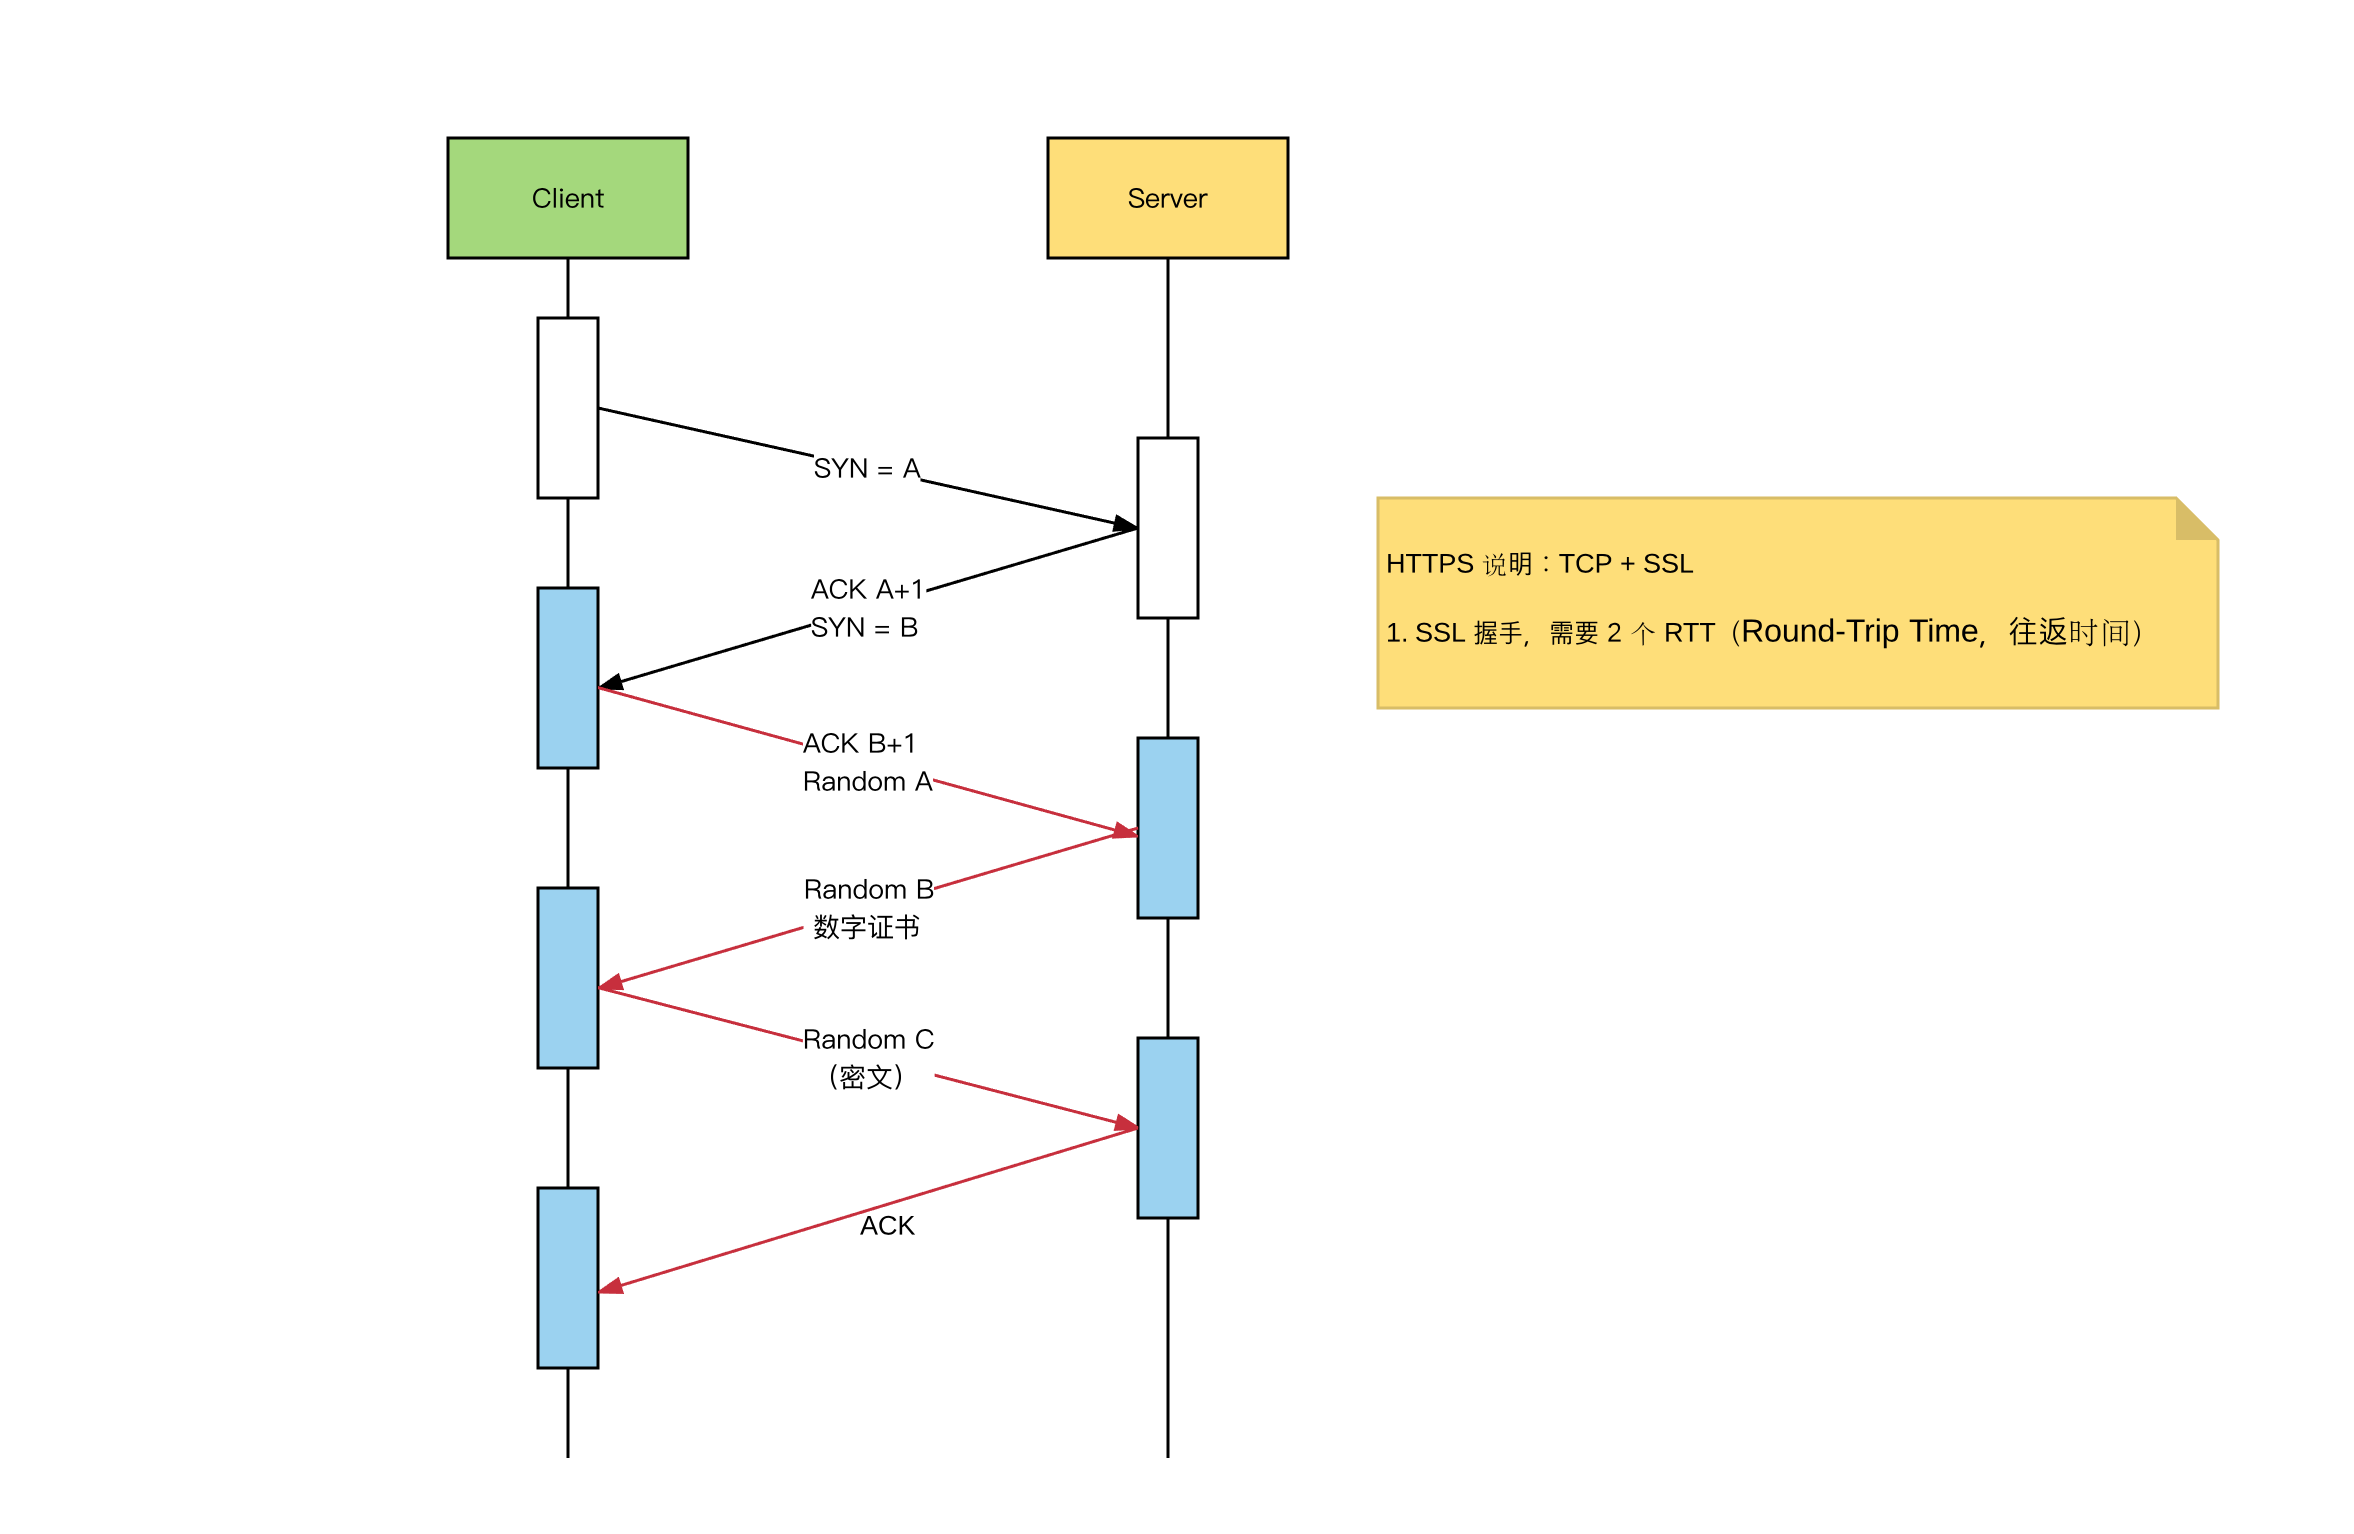 Client
Server
SYN = A
ACK A+1
SYN = B
HTTPS 说明：TCP + SSL
1. SSL 握手，需要 2 个 RTT（Round-Trip Time，往返时间）
ACK B+1
Random A
Random B
数字证书
Random C
(密文)
ACK